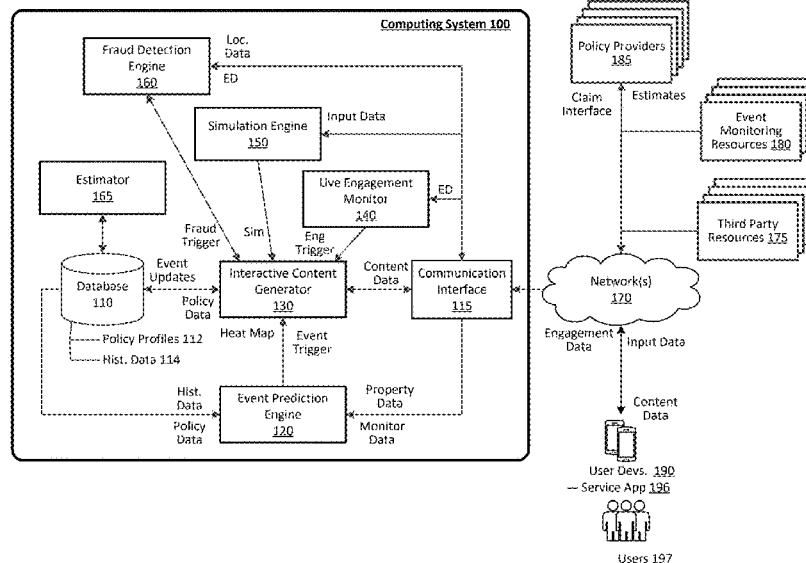 Computing System 100
Fraud Detection
Engine
160
Loc.
Data
ED
Simulation Engine
150
Input Data
Estimator
165
Live Engagement
Monitor
140
ED
Fraud
Trigger
Sim
Eng
Trigger
Event
Updates
Database
110
Policy
Data
Interactive Content
Generator
130
Content
Data
Communication
Interface
115
Policy Profiles 112
Hist. Data 114
Heat Map
Event
Trigger
Hist.
Data
Policy
Data
Event Prediction
Engine
120
Property
Data
Monitor
Data
Policy Providers
185
Claim
Interface
Estimates
Event
Monitoring
Resources 180
Third Party
Resources 175
Network(s)
170
Engagement
Data
Input Data
Content
Data
User Devs. 190
— Service App 196
Users 197